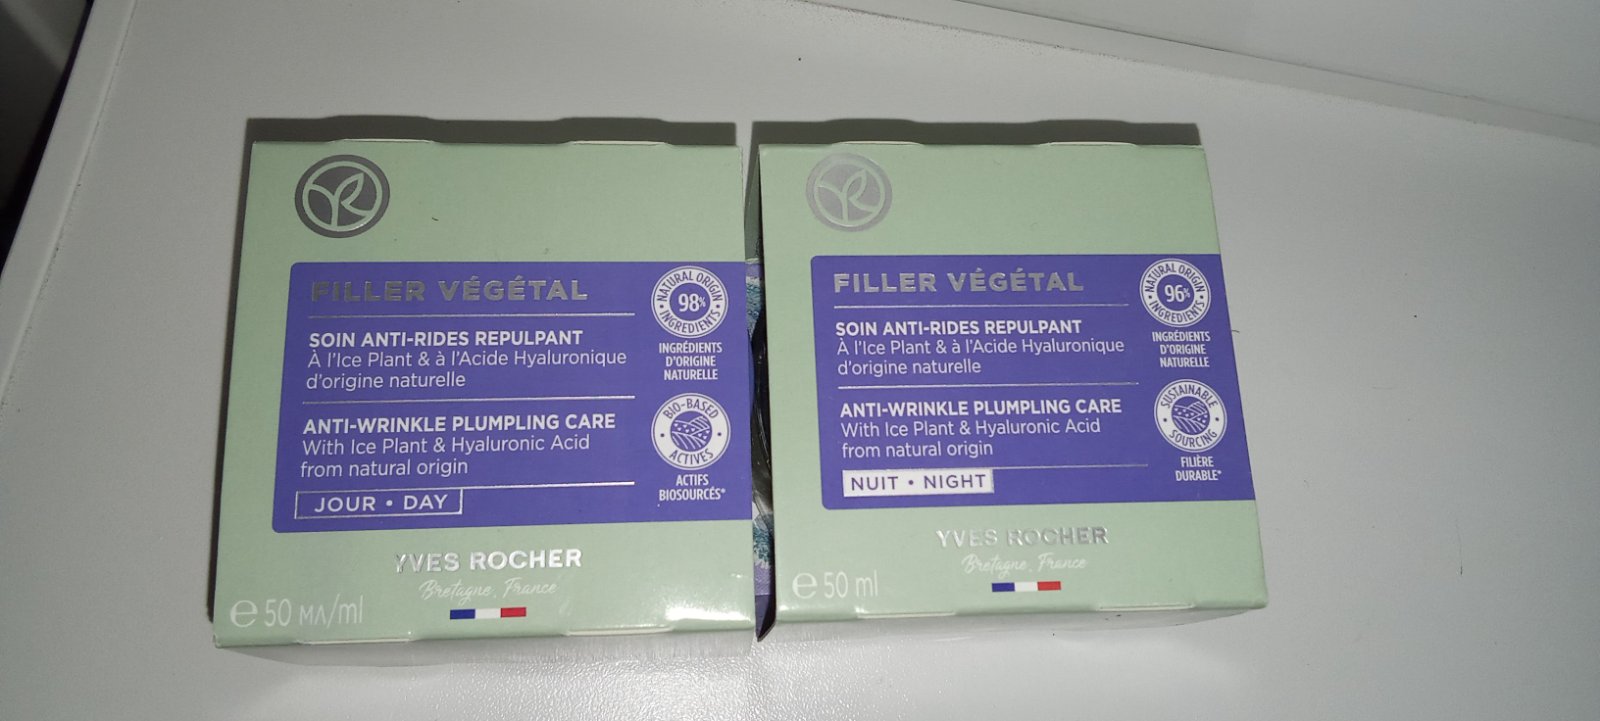 FILLER VÉGÉTAL
SOIN ANTI-RIDES REPULPANT
À l'Ice Plant & à l'Acide Hyaluronique
d'origine naturelle
ANTI-WRINKLE PLUMPLING CARE
With Ice Plant & Hyaluronic Acid
from natural origin
JOUR • DAY
NATURAL ORIGIN
98%
INGREDIENTS
INGRÉDIENTS
D'ORIGINE
NATURELLE
BIO-BASED
ACTIVES
ACTIFS
BIOSOURCÉS*
YVES ROCHER
Bretagne, France
e 50 МЛ/ml
FILLER VÉGÉTAL
SOIN ANTI-RIDES REPULPANT
À l'Ice Plant & à l'Acide Hyaluronique
d'origine naturelle
ANTI-WRINKLE PLUMPLING CARE
With Ice Plant & Hyaluronic Acid
from natural origin
NUIT • NIGHT
NATURAL ORIGIN
96%
INGREDIENTS
INGRÉDIENTS
D'ORIGINE
NATURELLE
SUSTAINABLE
SOURCING
FILIÈRE
DURABLE*
YVES ROCHER
Bretagne, France
e 50 ml